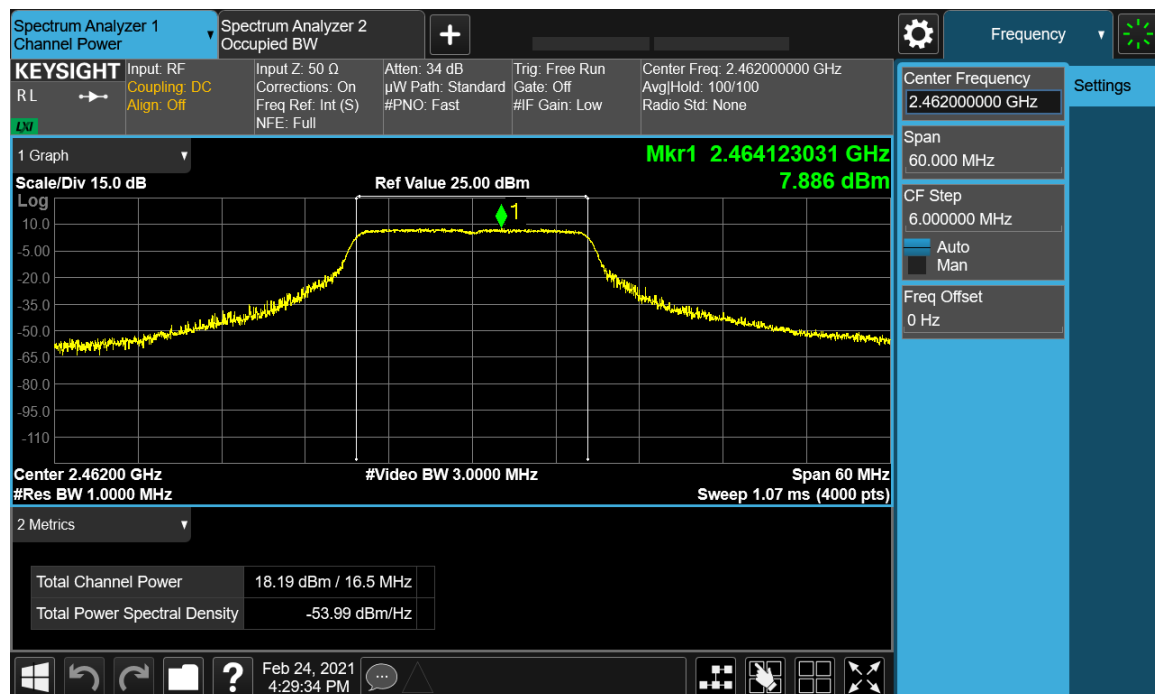 Spectrum Analyzer 1
Channel Power
Spectrum Analyzer 2
Occupied BW
+
Frequency
KEYSIGHT
R L
LXI
Input: RF
Coupling: DC
Align: Off
Input Z: 50 Ω
Corrections: On
Freq Ref: Int (S)
NFE: Full
Atten: 34 dB
µW Path: Standard
#PNO: Fast
Trig: Free Run
Gate: Off
#IF Gain: Low
Center Freq: 2.462000000 GHz
Avg|Hold: 100/100
Radio Std: None
Center Frequency
2.462000000 GHz
Settings
Span
60.000 MHz
CF Step
6.000000 MHz
Auto
Man
Freq Offset
0 Hz
1 Graph
Mkr1 2.464123031 GHz
7.886 dBm
Scale/Div 15.0 dB
Ref Value 25.00 dBm
Log
1
10.0
-5.00
-20.0
-35.0
-50.0
-65.0
-80.0
-95.0
-110
Center 2.46200 GHz
#Video BW 3.0000 MHz
Span 60 MHz
#Res BW 1.0000 MHz
Sweep 1.07 ms (4000 pts)
2 Metrics
Total Channel Power 18.19 dBm / 16.5 MHz
Total Power Spectral Density -53.99 dBm/Hz
?
Feb 24, 2021
4:29:34 PM